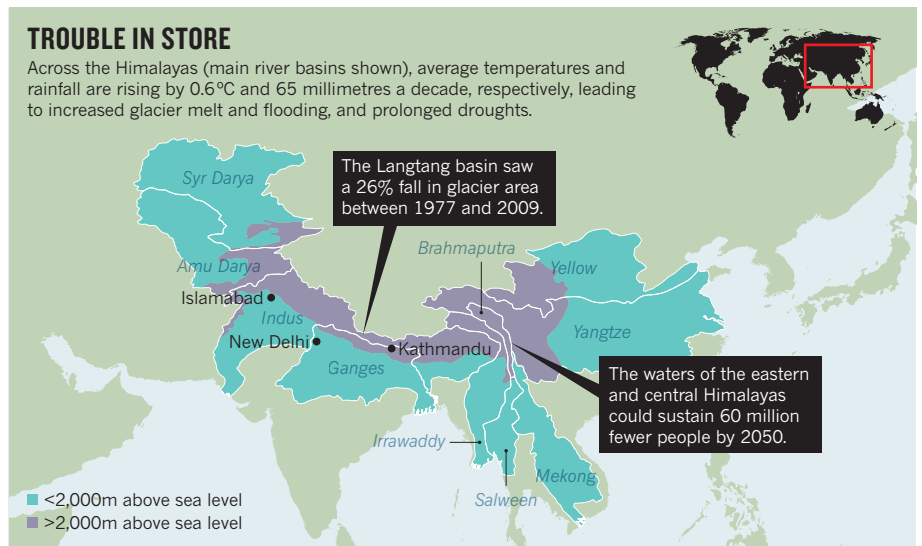 TROUBLE IN STORE
Across the Himalayas (main river basins shown), average temperatures and
rainfall are rising by 0.6 °C and 65 millimetres a decade, respectively, leading
to increased glacier melt and flooding, and prolonged droughts.
The Langtang basin saw
a 26% fall in glacier area
between 1977 and 2009.
Syr Darya
Brahmaputra
Amu Darya
Yellow
Islamabad
Indus
New Delhi
Kathmandu
Yangtze
Ganges
The waters of the eastern
and central Himalayas
could sustain 60 million
fewer people by 2050.
Irrawaddy
Mekong
Salween
<2,000m above sea level
>2,000m above sea level